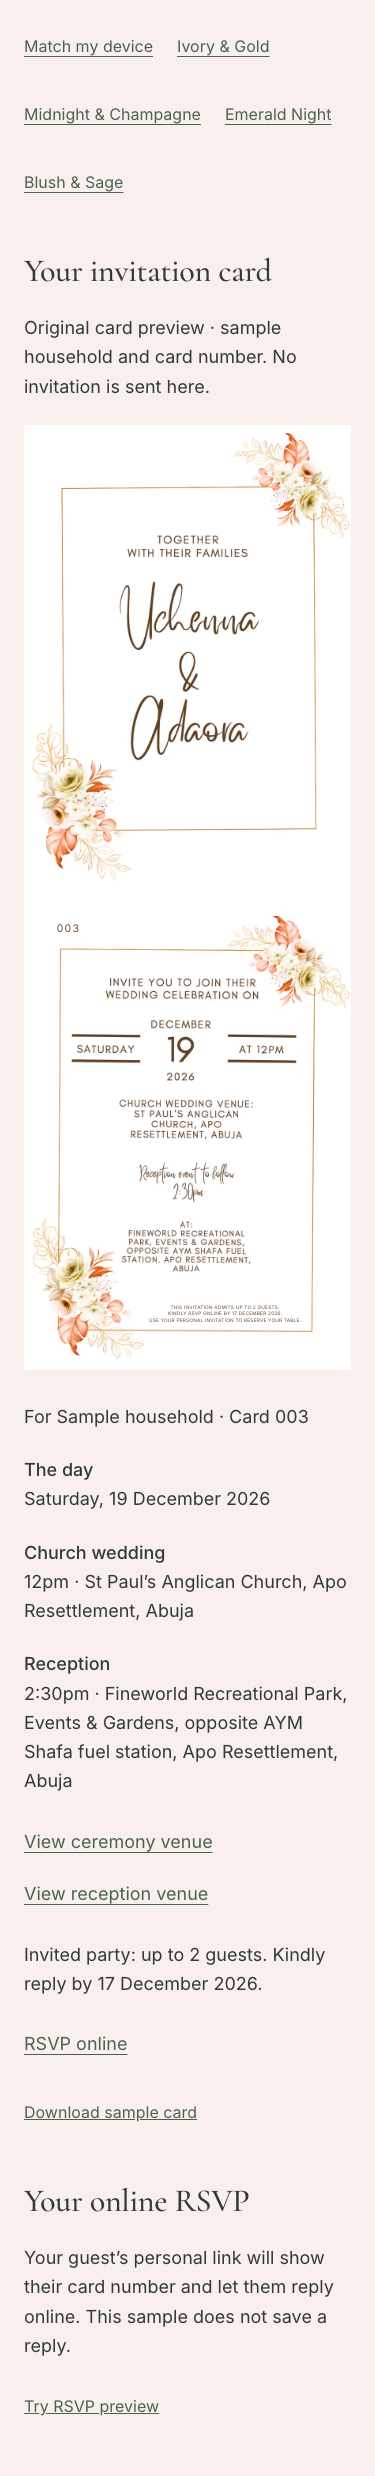 Match my device Ivory & Gold
Midnight & Champagne Emerald Night
Blush & Sage
Your invitation card
Original card preview · sample
household and card number. No
invitation is sent here.
TOGETHER
WITH THEIR FAMILIES
Uchenna
&
Adaora
003
INVITE YOU TO JOIN THEIR
WEDDING CELEBRATION ON
DECEMBER
SATURDAY 19 AT 12PM
2026
CHURCH WEDDING VENUE:
ST PAUL'S ANGLICAN
CHURCH, APO
RESETTLEMENT, ABUJA
Reception event to follow
2:30pm
AT:
FINEWORLD RECREATIONAL
PARK, EVENTS & GARDENS,
OPPOSITE AYM SHAFA FUEL
STATION. APO RESETTLEMENT,
ABUJA
THIS INVITATION ADMITS UP TO 2 GUESTS.
KINDLY RSVP ONLINE BY 17 DECEMBER 2026.
USE YOUR PERSONAL INVITATION TO RESERVE YOUR TABLE.
For Sample household · Card 003
The day
Saturday, 19 December 2026
Church wedding
12pm · St Paul’s Anglican Church, Apo
Resettlement, Abuja
Reception
2:30pm · Fineworld Recreational Park,
Events & Gardens, opposite AYM
Shafa fuel station, Apo Resettlement,
Abuja
View ceremony venue
View reception venue
Invited party: up to 2 guests. Kindly
reply by 17 December 2026.
RSVP online
Download sample card
Your online RSVP
Your guest’s personal link will show
their card number and let them reply
online. This sample does not save a
reply.
Try RSVP preview